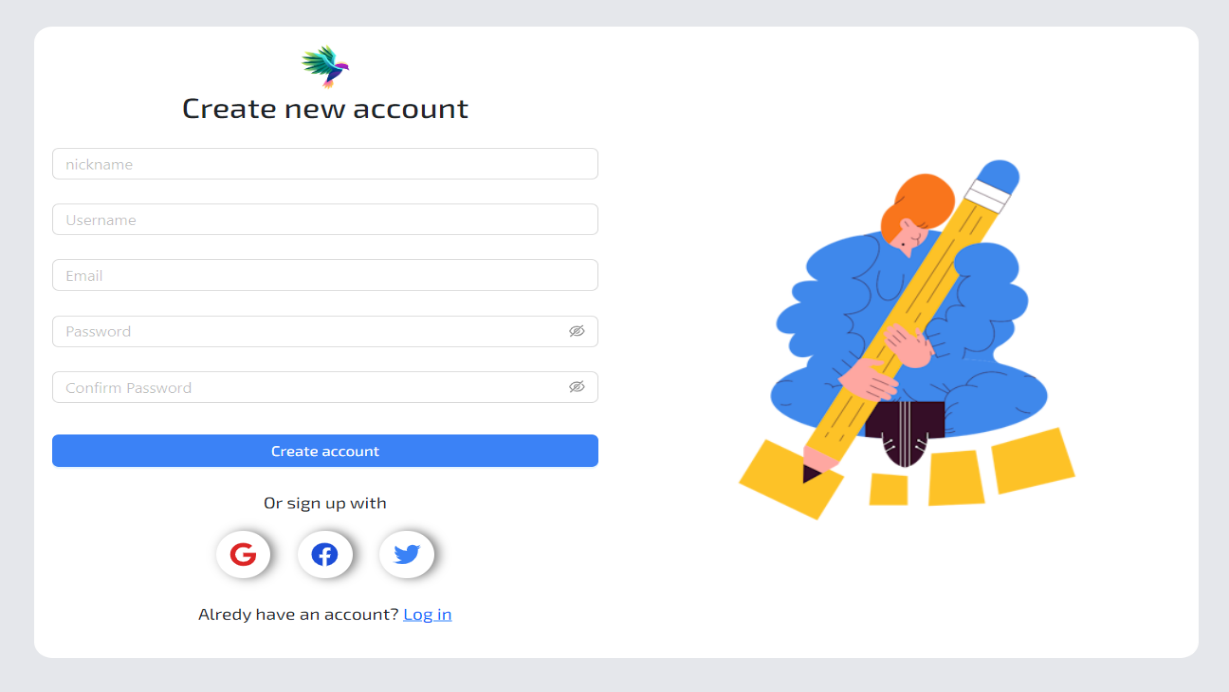 Create new account
nickname
Username
Email
Password
Confirm Password
Create account
Or sign up with
Alredy have an account? Log in